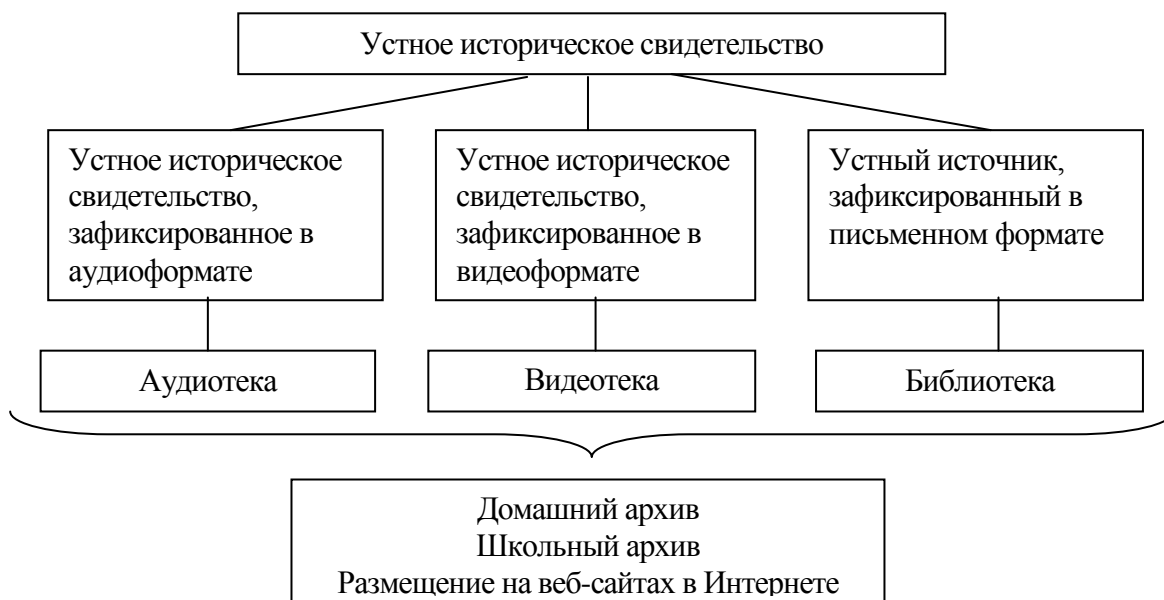 Устное историческое свидетельство
Устное историческое
свидетельство,
зафиксированное в
аудиоформате
Устное историческое
свидетельство,
зафиксированное в
видеоформате
Устный источник,
зафиксированный в
письменном формате
Аудиотека
Видеотека
Библиотека
Домашний архив
Школьный архив
Размещение на веб-сайтах в Интернете